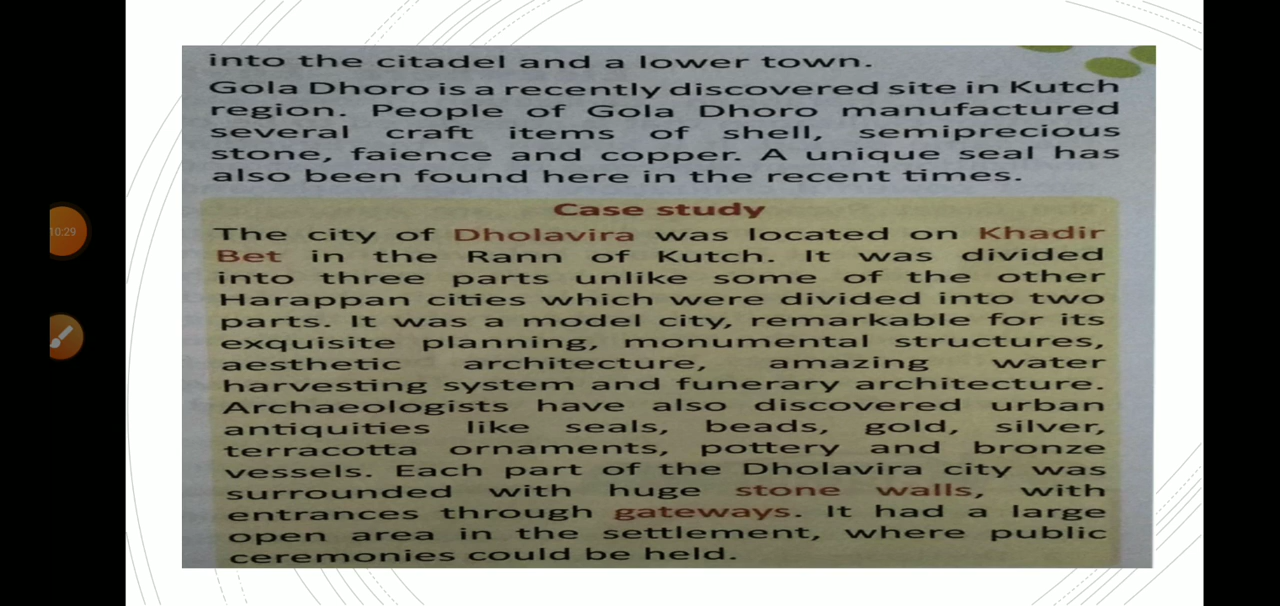 into the citadel and a lower town.
Gola Dhoro is a recently discovered site in Kutch
region. People of Gola Dhoro manufactured
several craft items of shell, semiprecious
stone, faience and copper. A unique seal has
also been found here in the recent times.
Case study
The city of Dholavira was located on Khadir
Bet in the Rann of Kutch. It was divided
into three parts unlike some of the other
Harappan cities which were divided into two
parts. It was a model city, remarkable for its
exquisite planning, monumental structures,
aesthetic architecture, amazing water
harvesting system and funerary architecture.
Archaeologists have also discovered urban
antiquities like seals, beads, gold, silver,
terracotta ornaments, pottery and bronze
vessels. Each part of the Dholavira city was
surrounded with huge stone walls, with
entrances through gateways. It had a large
open area in the settlement, where public
ceremonies could be held.
10:29